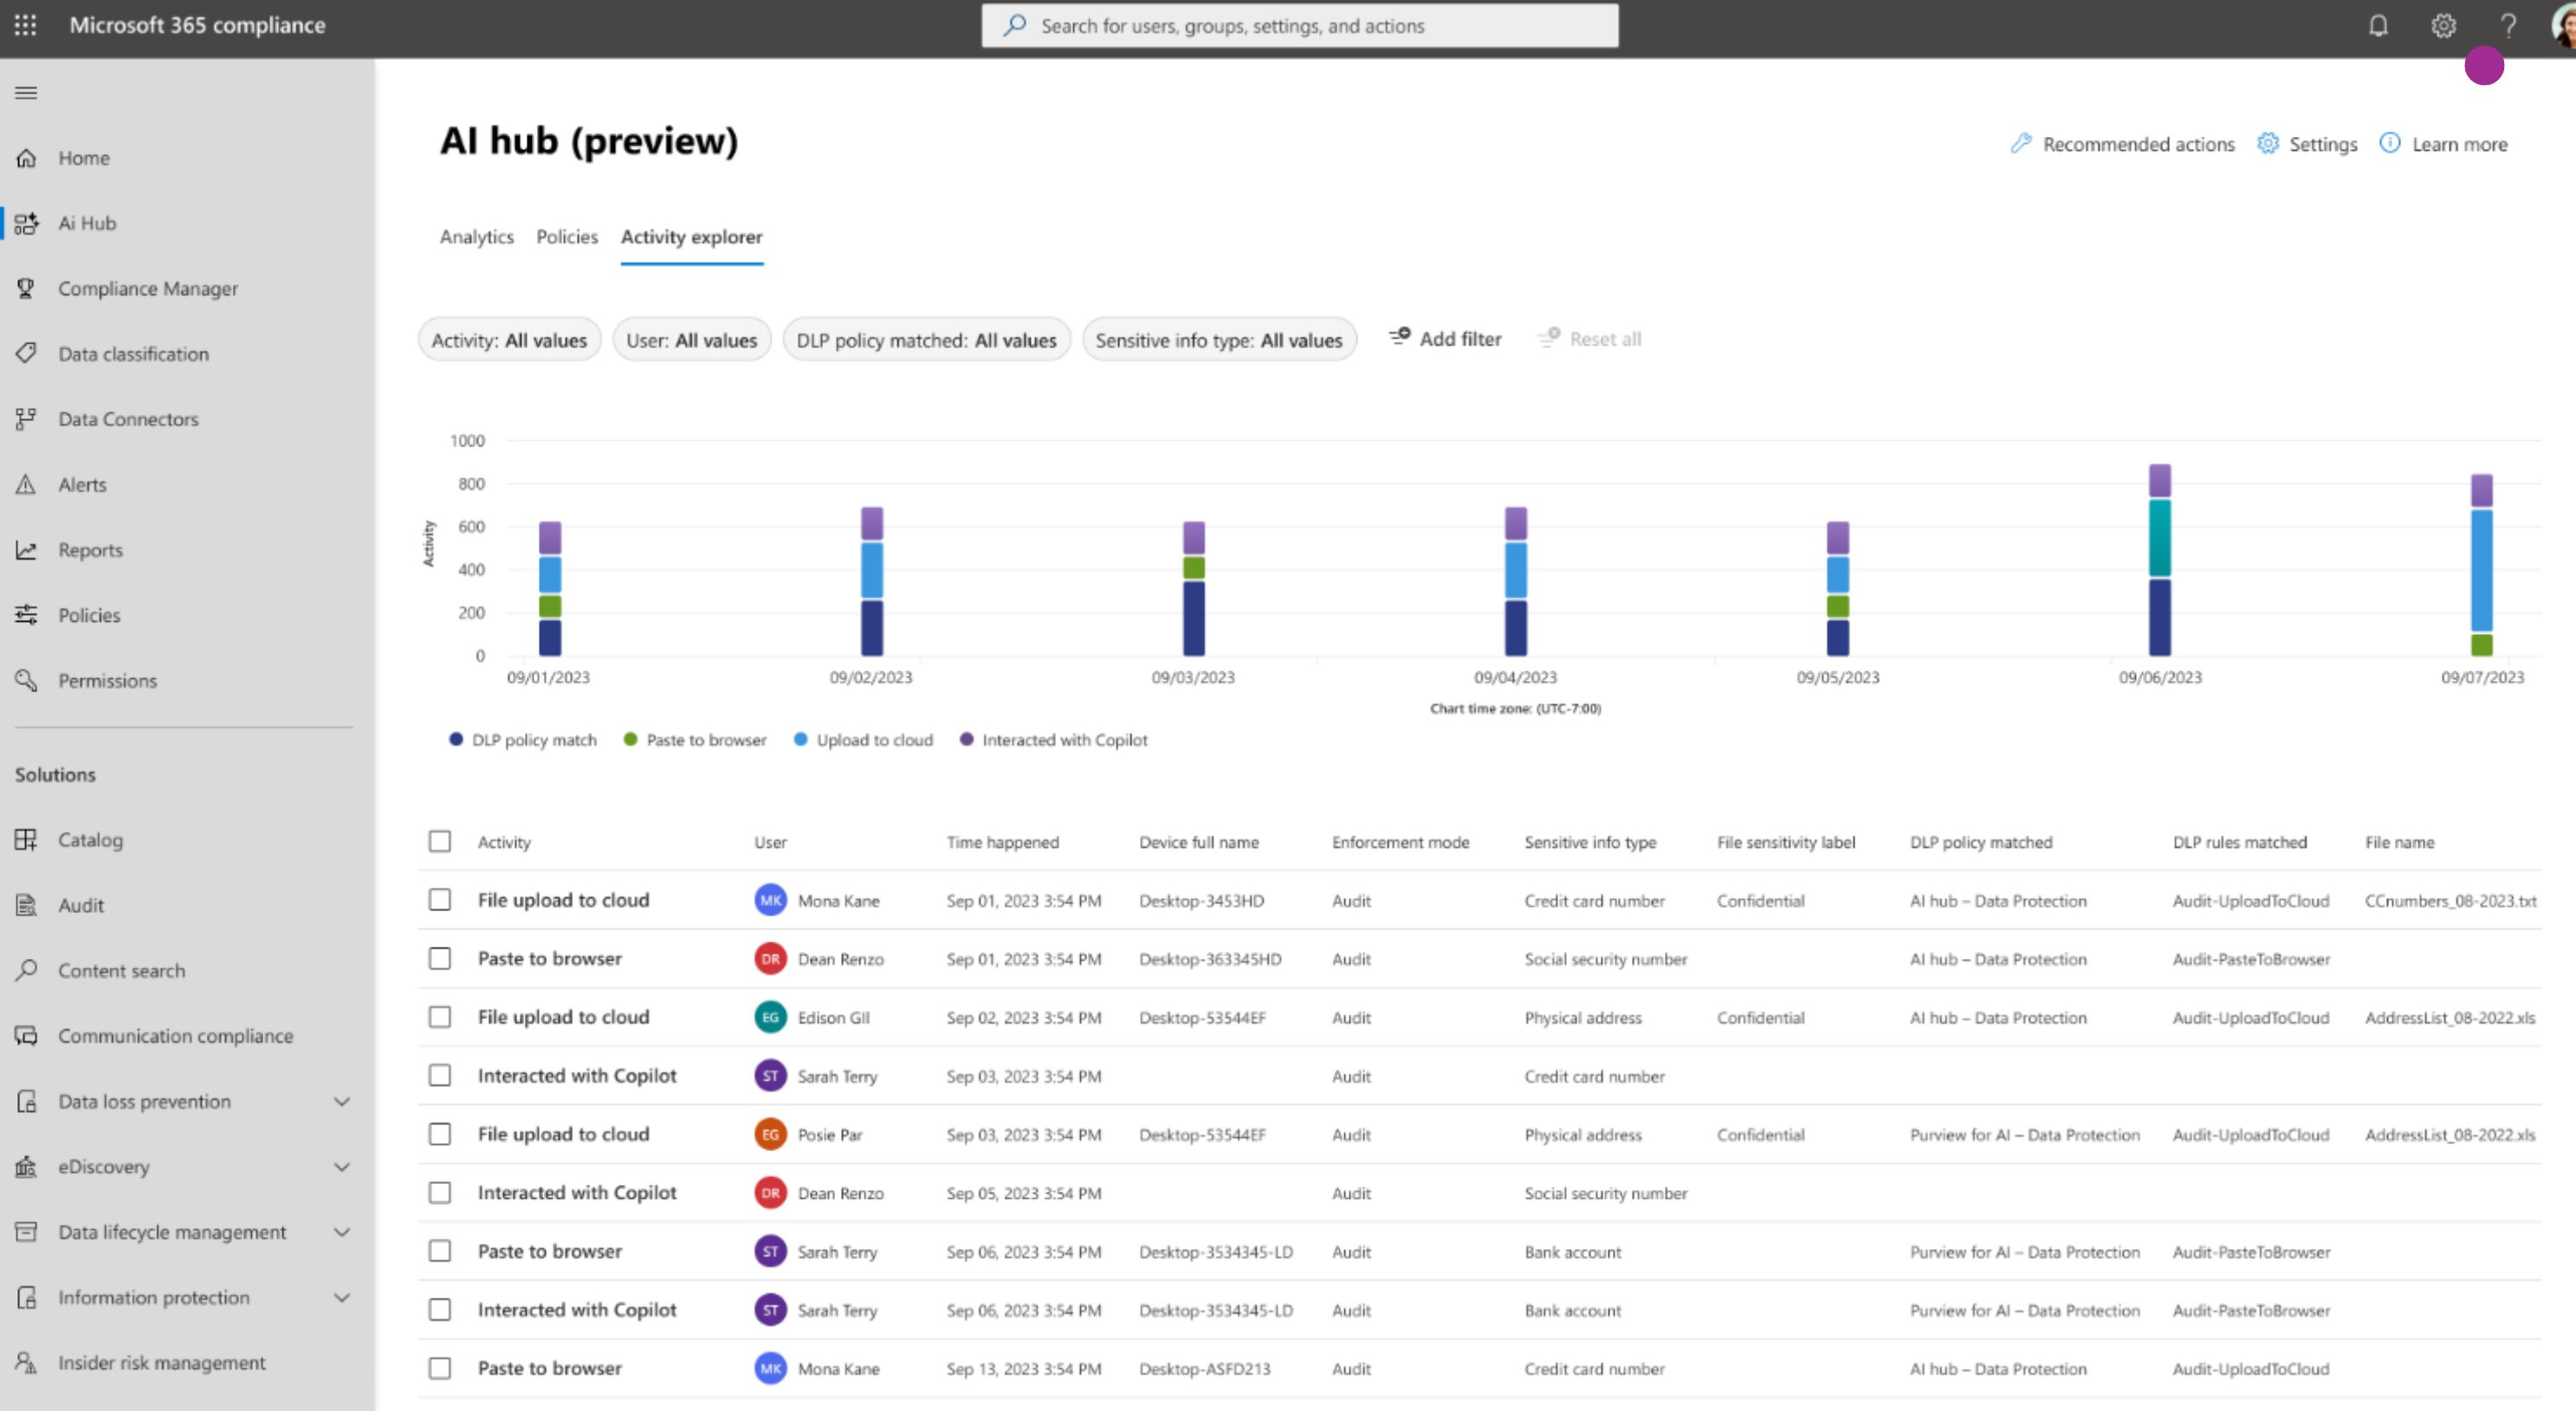 Microsoft 365 compliance
Search for users, groups, settings, and actions
Home
Ai Hub
Compliance Manager
Data classification
Data Connectors
Alerts
Reports
Policies
Permissions
Solutions
Catalog
Audit
Content search
Communication compliance
Data loss prevention
eDiscovery
Data lifecycle management
Information protection
Insider risk management
AI hub (preview)
Recommended actions Settings Learn more
Analytics Policies Activity explorer
Activity: All values User: All values DLP policy matched: All values Sensitive info type: All values Add filter Reset all
Activity
1000
800
600
400
200
0
09/01/2023 09/02/2023 09/03/2023 09/04/2023 09/05/2023 09/06/2023 09/07/2023
Chart time zone: (UTC-7:00)
DLP policy match Paste to browser Upload to cloud Interacted with Copilot
Activity User Time happened Device full name Enforcement mode Sensitive info type File sensitivity label DLP policy matched DLP rules matched File name
File upload to cloud MK Mona Kane Sep 01, 2023 3:54 PM Desktop-3453HD Audit Credit card number Confidential AI hub – Data Protection Audit-UploadToCloud CCnumbers_08-2023.txt
Paste to browser DR Dean Renzo Sep 01, 2023 3:54 PM Desktop-363345HD Audit Social security number AI hub – Data Protection Audit-PasteToBrowser
File upload to cloud EG Edison GIl Sep 02, 2023 3:54 PM Desktop-53544EF Audit Physical address Confidential AI hub – Data Protection Audit-UploadToCloud AddressList_08-2022.xls
Interacted with Copilot ST Sarah Terry Sep 03, 2023 3:54 PM Audit Credit card number
File upload to cloud EG Posie Par Sep 03, 2023 3:54 PM Desktop-53544EF Audit Physical address Confidential Purview for AI – Data Protection Audit-UploadToCloud AddressList_08-2022.xls
Interacted with Copilot DR Dean Renzo Sep 05, 2023 3:54 PM Audit Social security number
Paste to browser ST Sarah Terry Sep 06, 2023 3:54 PM Desktop-3534345-LD Audit Bank account Purview for AI – Data Protection Audit-PasteToBrowser
Interacted with Copilot ST Sarah Terry Sep 06, 2023 3:54 PM Desktop-3534345-LD Audit Bank account Purview for AI – Data Protection Audit-PasteToBrowser
Paste to browser MK Mona Kane Sep 13, 2023 3:54 PM Desktop-ASFD213 Audit Credit card number AI hub – Data Protection Audit-UploadToCloud